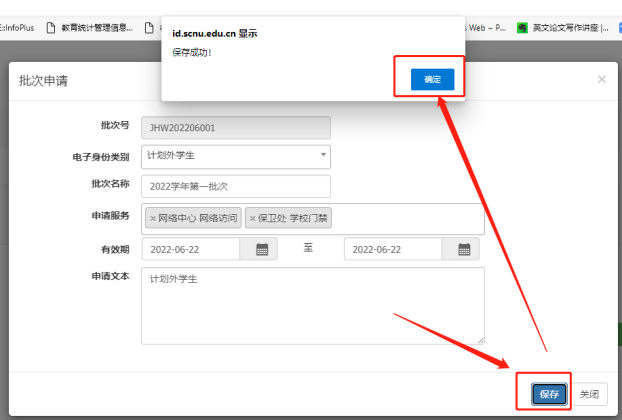 E:InfoPlus 教育统计管理信息... Web – P... 英文论文写作讲座 |...
id.scnu.edu.cn 显示
保存成功!
确定
批次申请 ×
批次号 JHW202206001
电子身份类别 计划外学生
批次名称 2022学年第一批次
申请服务 ×网络中心 网络访问 ×保卫处 学校门禁
有效期 2022-06-22 至 2022-06-22
申请文本 计划外学生
保存 关闭